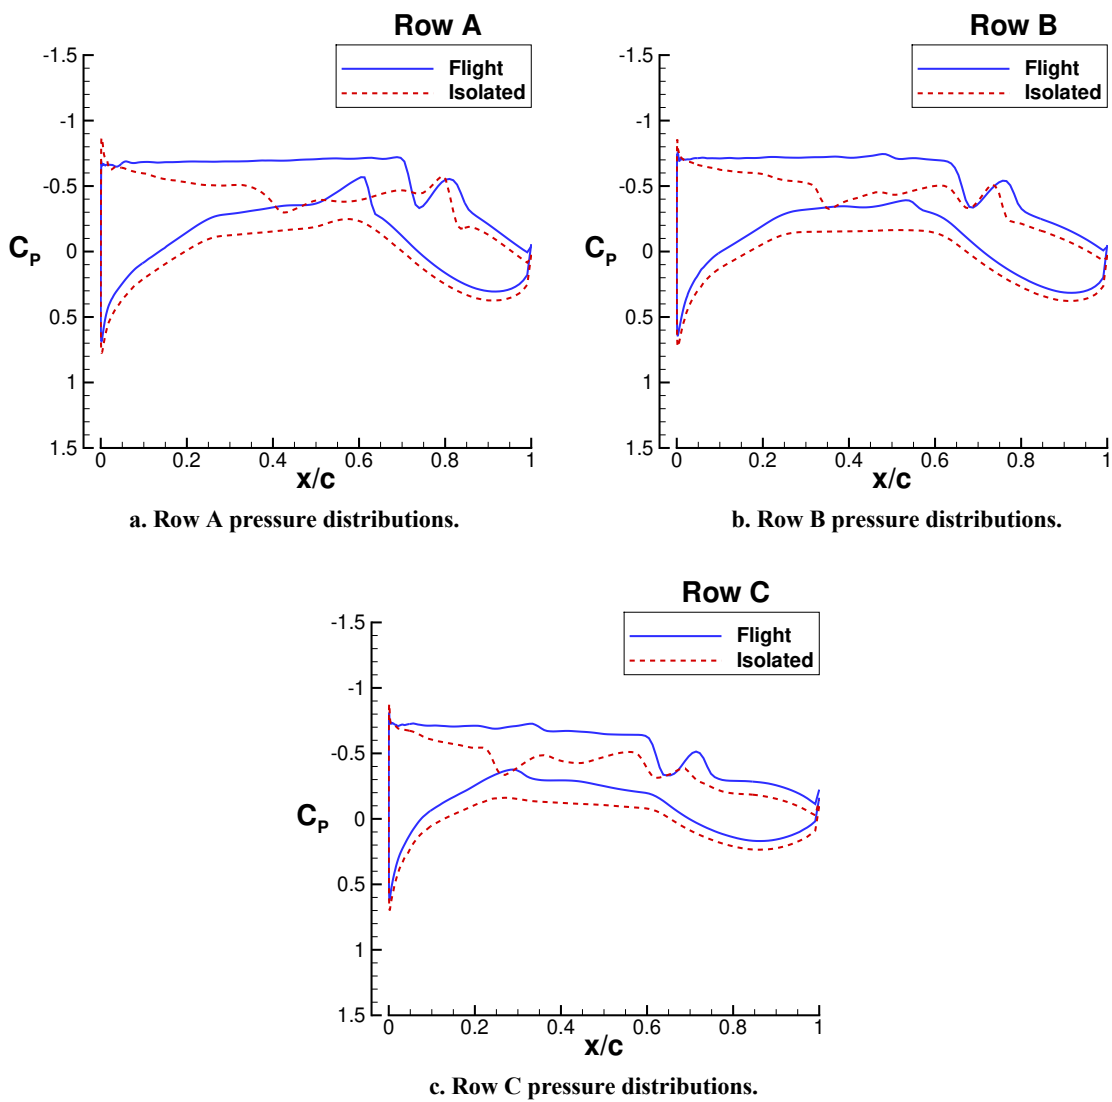 Row A
Flight
Isolated
-1.5
-1
-0.5
0
0.5
1
1.5
C_P
0 0.2 0.4 0.6 0.8 1
x/c
a. Row A pressure distributions.
Row B
Flight
Isolated
-1.5
-1
-0.5
0
0.5
1
1.5
C_P
0 0.2 0.4 0.6 0.8 1
x/c
b. Row B pressure distributions.
Row C
Flight
Isolated
-1.5
-1
-0.5
0
0.5
1
1.5
C_P
0 0.2 0.4 0.6 0.8 1
x/c
c. Row C pressure distributions.